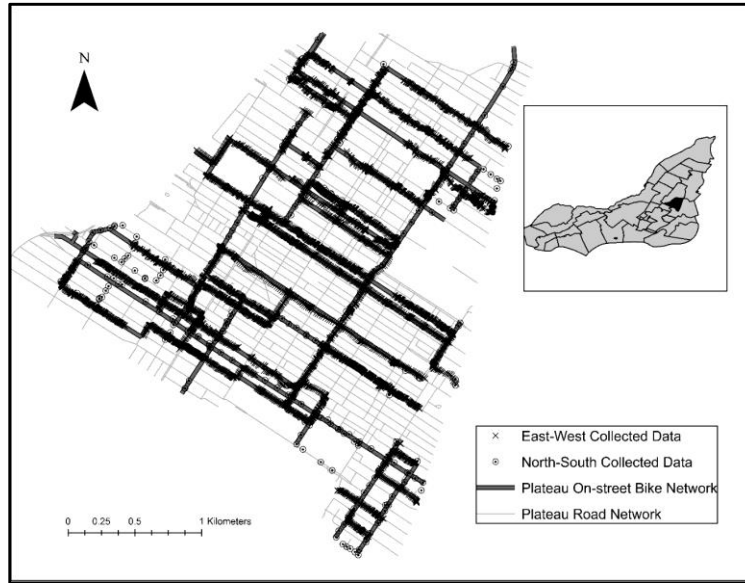 N
East-West Collected Data
North-South Collected Data
Plateau On-street Bike Network
Plateau Road Network
0 0.25 0.5 1 Kilometers